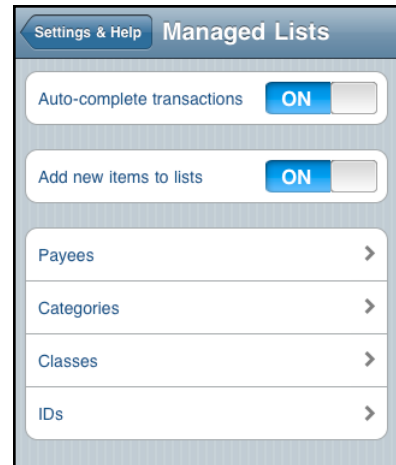 Settings & Help Managed Lists
Auto-complete transactions ON
Add new items to lists ON
Payees
Categories
Classes
IDs